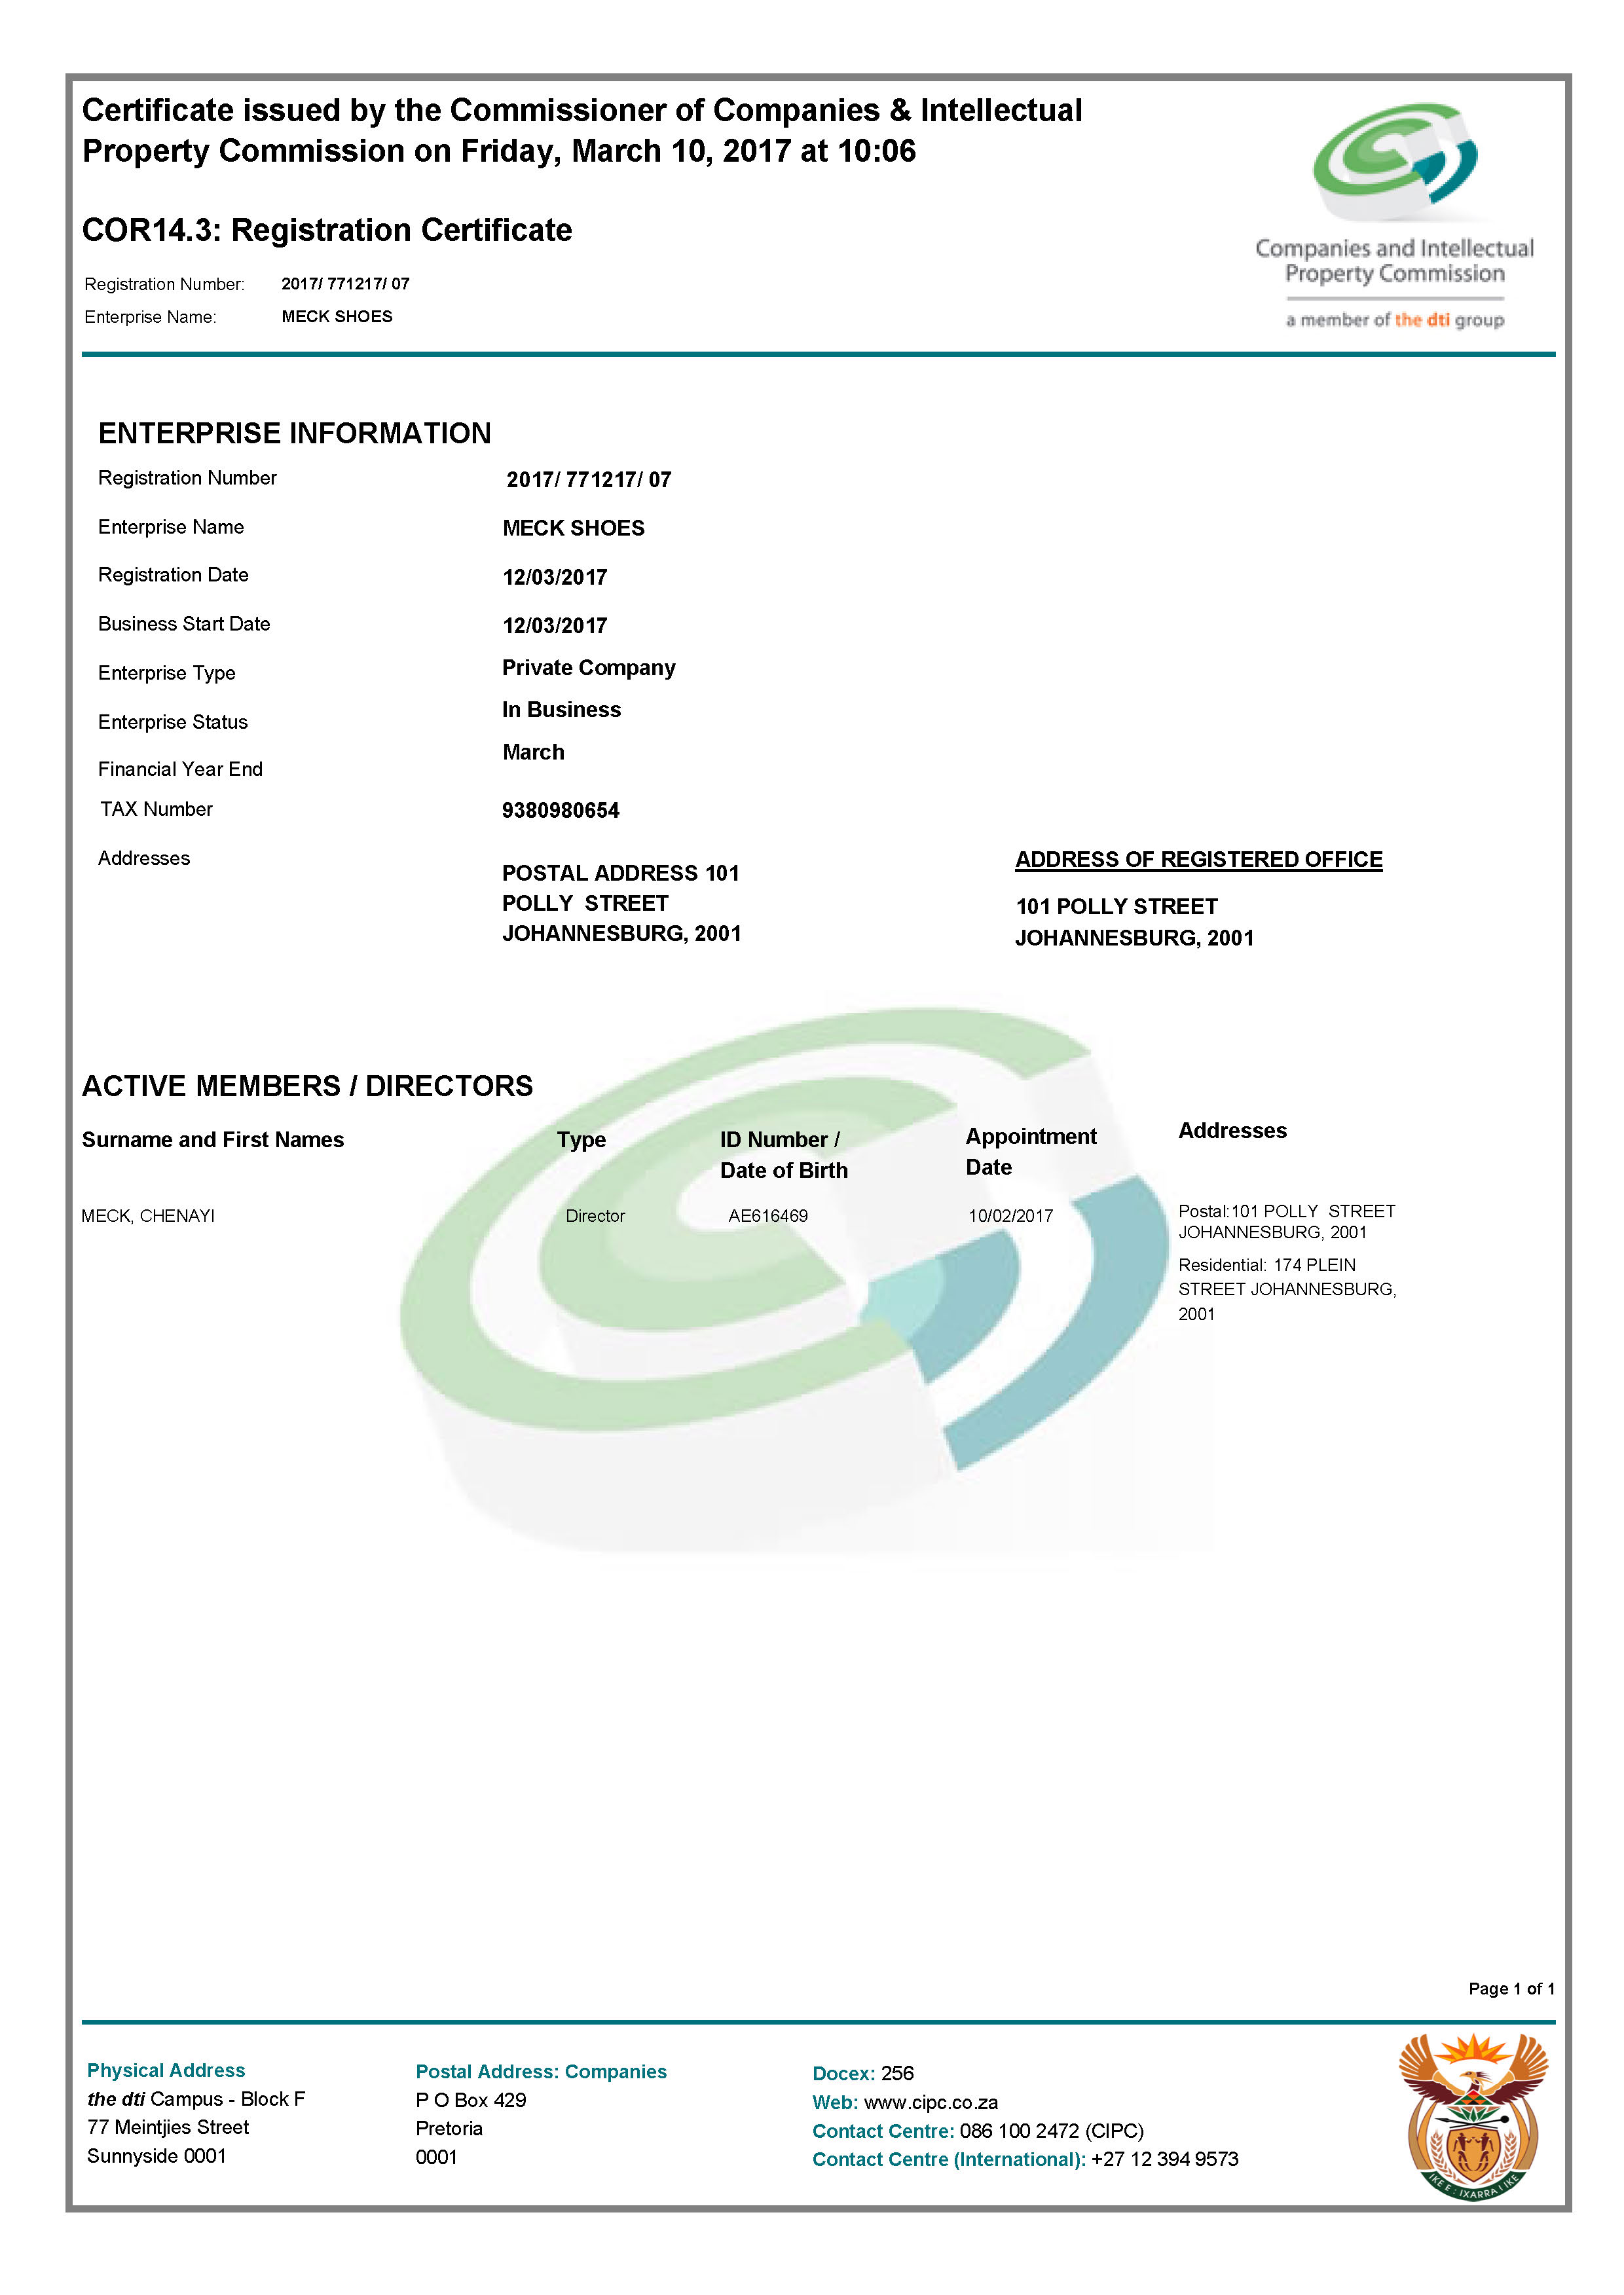 Certificate issued by the Commissioner of Companies & Intellectual
Property Commission on Friday, March 10, 2017 at 10:06
COR14.3: Registration Certificate
Registration Number: 2017/ 771217/ 07
Enterprise Name: MECK SHOES
Companies and Intellectual
Property Commission
a member of the dti group
ENTERPRISE INFORMATION
Registration Number 2017/ 771217/ 07
Enterprise Name MECK SHOES
Registration Date 12/03/2017
Business Start Date 12/03/2017
Enterprise Type Private Company
Enterprise Status In Business
Financial Year End March
TAX Number 9380980654
Addresses
POSTAL ADDRESS 101
POLLY STREET
JOHANNESBURG, 2001
ADDRESS OF REGISTERED OFFICE
101 POLLY STREET
JOHANNESBURG, 2001
ACTIVE MEMBERS / DIRECTORS
Surname and First Names
Type
ID Number /
Date of Birth
Appointment
Date
Addresses
MECK, CHENAYI
Director
AE616469
10/02/2017
Postal:101 POLLY STREET
JOHANNESBURG, 2001
Residential: 174 PLEIN
STREET JOHANNESBURG,
2001
Page 1 of 1
Physical Address
the dti Campus - Block F
77 Meintjies Street
Sunnyside 0001
Postal Address: Companies
P O Box 429
Pretoria
0001
Docex: 256
Web: www.cipc.co.za
Contact Centre: 086 100 2472 (CIPC)
Contact Centre (International): +27 12 394 9573